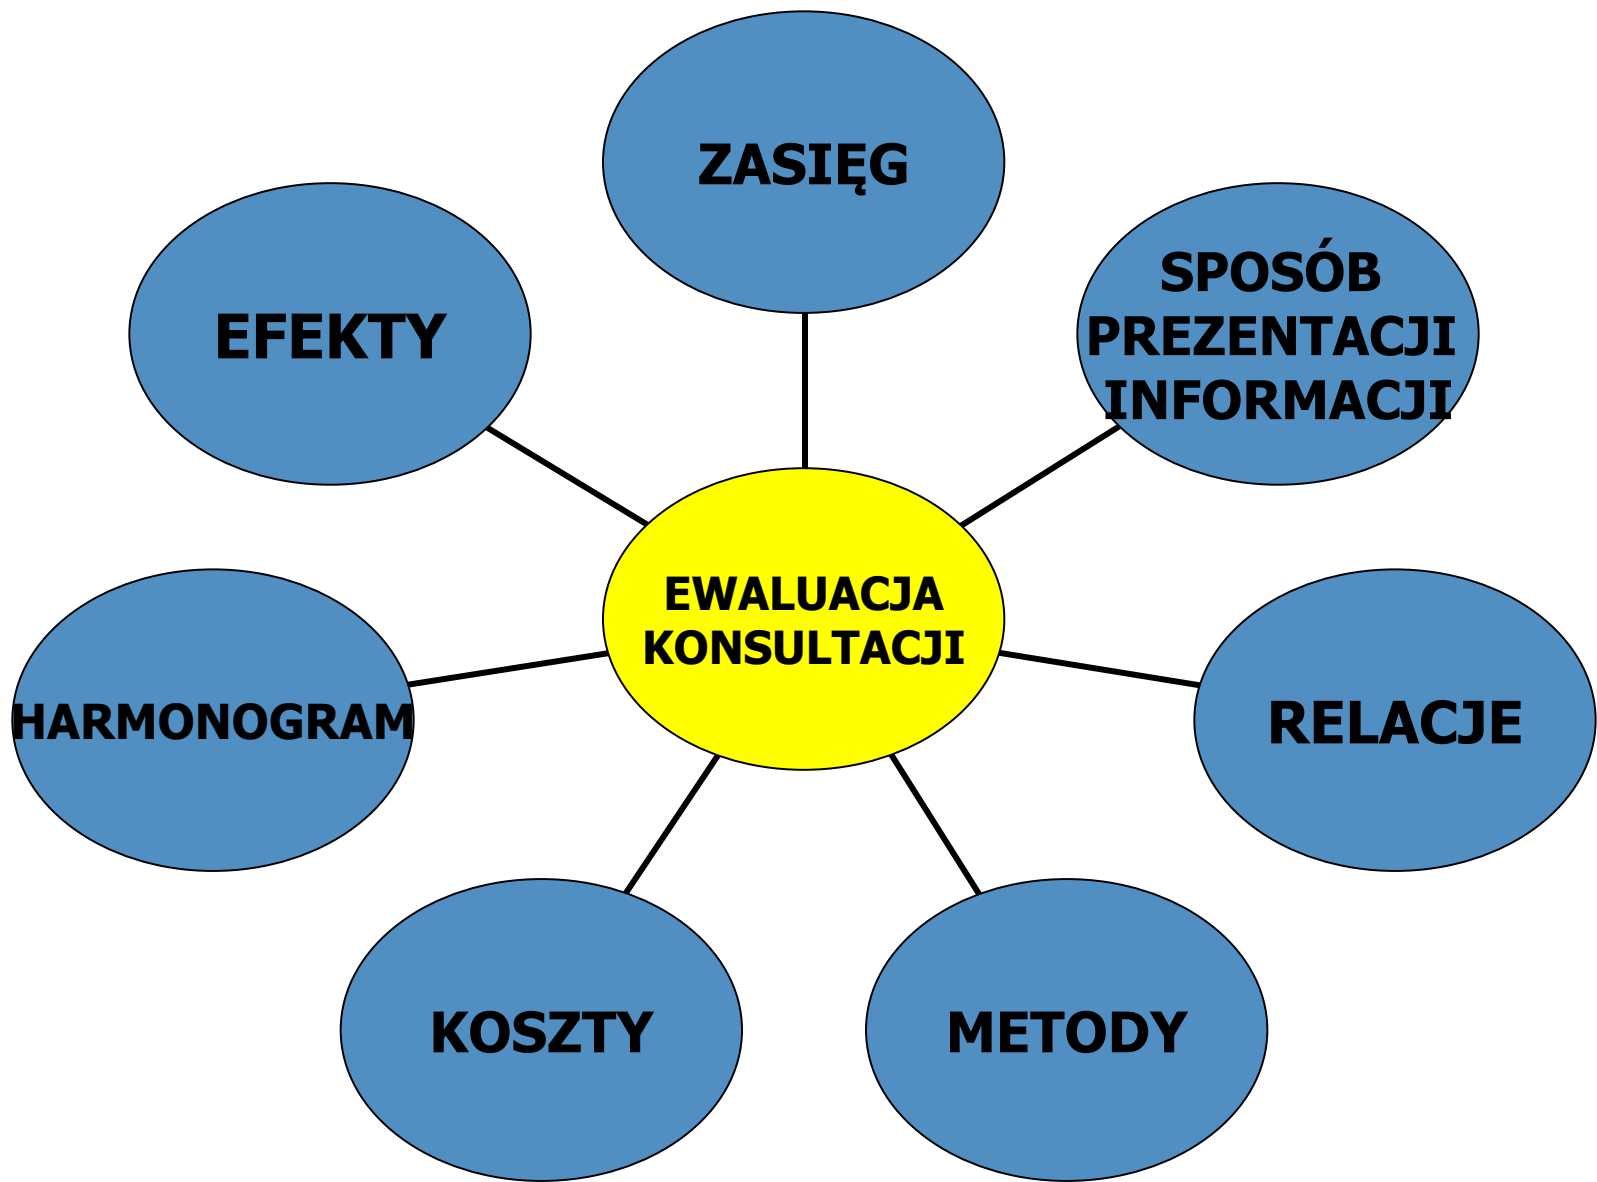 ZASIĘG
SPOSÓB
PREZENTACJI
INFORMACJI
EFEKTY
EWALUACJA
KONSULTACJI
HARMONOGRAM
RELACJE
KOSZTY
METODY